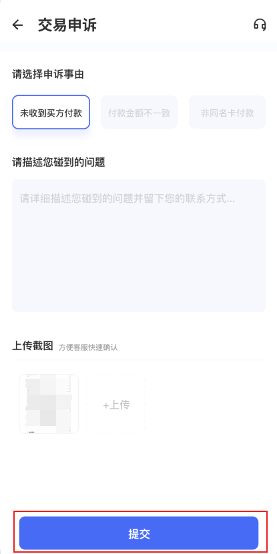 交易申诉
请选择申诉事由
未收到买方付款 付款金额不一致 非同名卡付款
请描述您碰到的问题
请详细描述您碰到的问题并留下您的联系方式...
上传截图 方便客服快速确认
+上传
提交